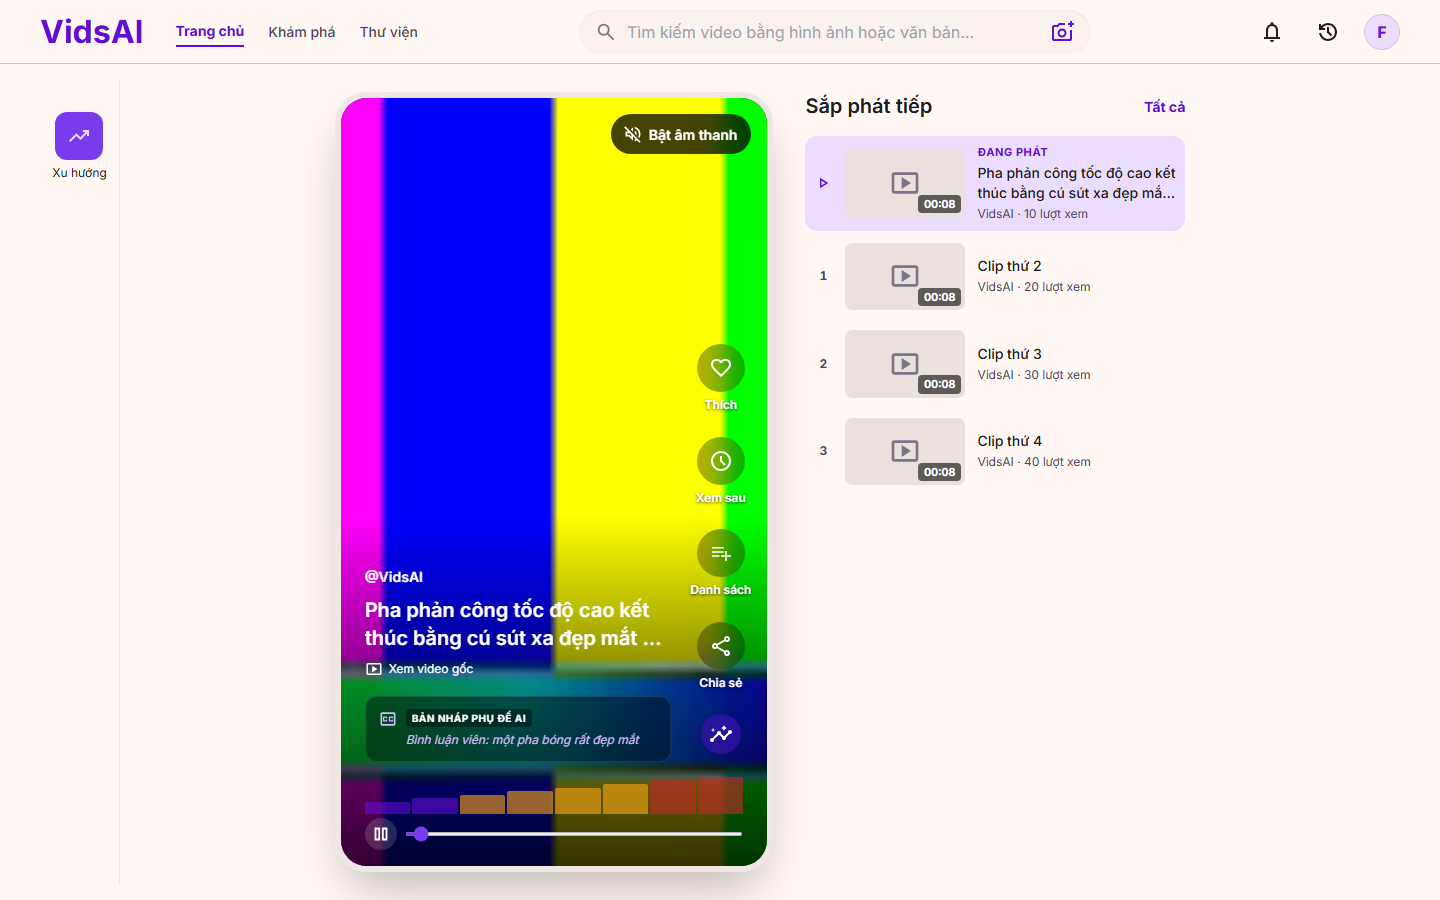 VidsAI
Trang chủ
Khám phá
Thư viện
Tìm kiếm video bằng hình ảnh hoặc văn bản...
F
Xu hướng
Bật âm thanh
Thích
Xem sau
Danh sách
Chia sẻ
@VidsAI
Pha phản công tốc độ cao kết
thúc bằng cú sút xa đẹp mắt ...
Xem video gốc
CC
BẢN NHÁP PHỤ ĐỀ AI
Bình luận viên: một pha bóng rất đẹp mắt
Sắp phát tiếp
Tất cả
00:08
ĐANG PHÁT
Pha phản công tốc độ cao kết
thúc bằng cú sút xa đẹp mắ...
VidsAI · 10 lượt xem
1
00:08
Clip thứ 2
VidsAI · 20 lượt xem
2
00:08
Clip thứ 3
VidsAI · 30 lượt xem
3
00:08
Clip thứ 4
VidsAI · 40 lượt xem